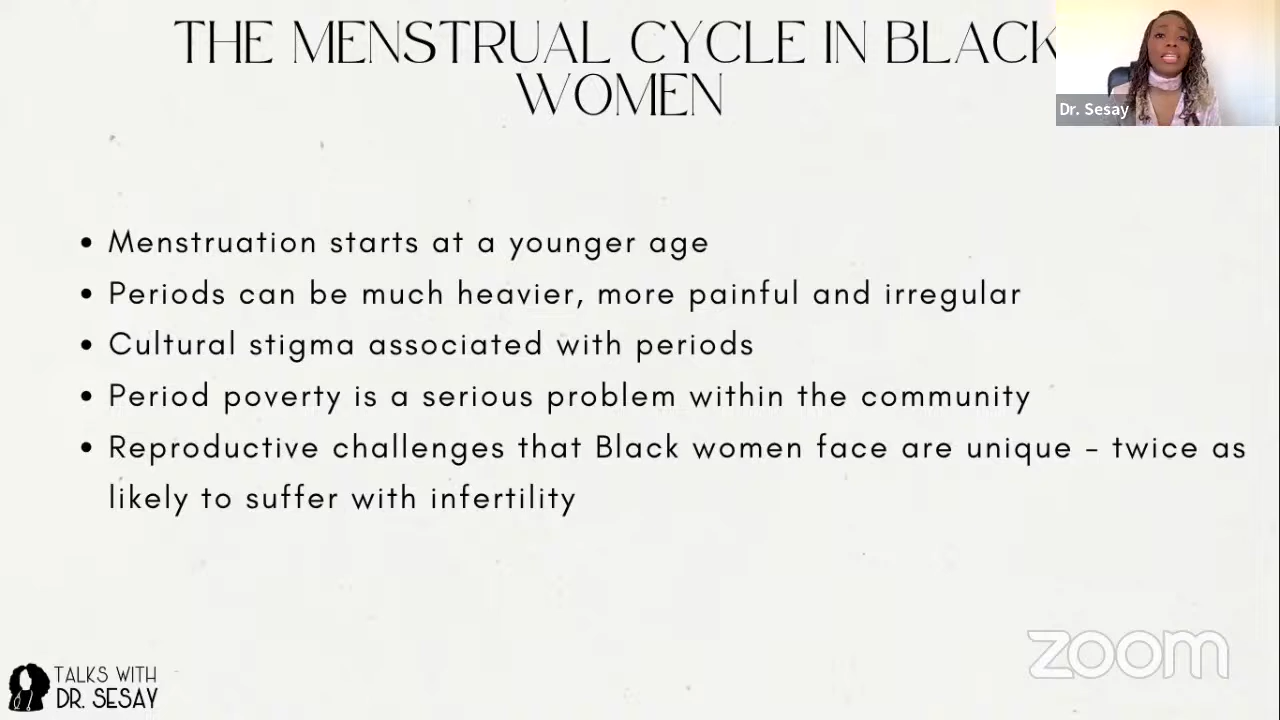 THE MENSTRUAL CYCLE IN BLACK
WOMEN
Dr. Sesay
• Menstruation starts at a younger age
• Periods can be much heavier, more painful and irregular
• Cultural stigma associated with periods
• Period poverty is a serious problem within the community
• Reproductive challenges that Black women face are unique - twice as
likely to suffer with infertility
zoom
TALKS WITH
DR. SESAY